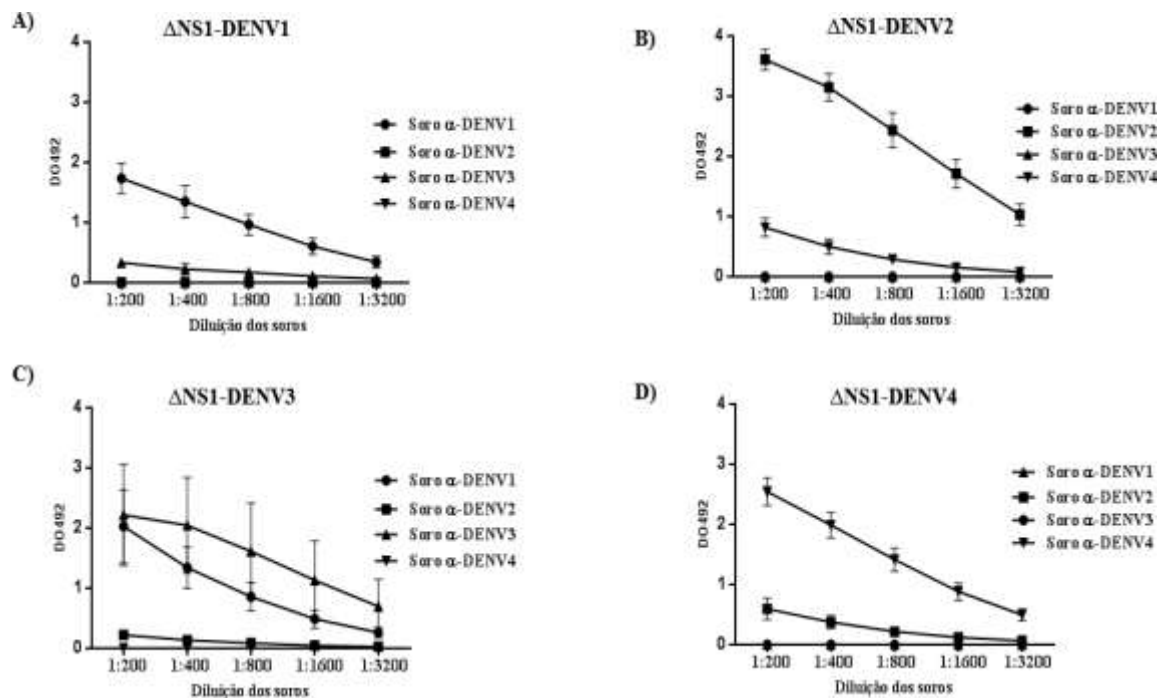 A)
ΔNS1-DENV1
4
3
2
1
0
DO492
1:200 1:400 1:800 1:1600 1:3200
Diluição dos soros
Soro α-DENV1
Soro α-DENV2
Soro α-DENV3
Soro α-DENV4
B)
ΔNS1-DENV2
4
3
2
1
0
DO492
1:200 1:400 1:800 1:1600 1:3200
Diluição dos soros
Soro α-DENV1
Soro α-DENV2
Soro α-DENV3
Soro α-DENV4
C)
ΔNS1-DENV3
4
3
2
1
0
DO492
1:200 1:400 1:800 1:1600 1:3200
Diluição dos soros
Soro α-DENV1
Soro α-DENV2
Soro α-DENV3
Soro α-DENV4
D)
ΔNS1-DENV4
4
3
2
1
0
DO492
1:200 1:400 1:800 1:1600 1:3200
Diluição dos soros
Soro α-DENV1
Soro α-DENV2
Soro α-DENV3
Soro α-DENV4